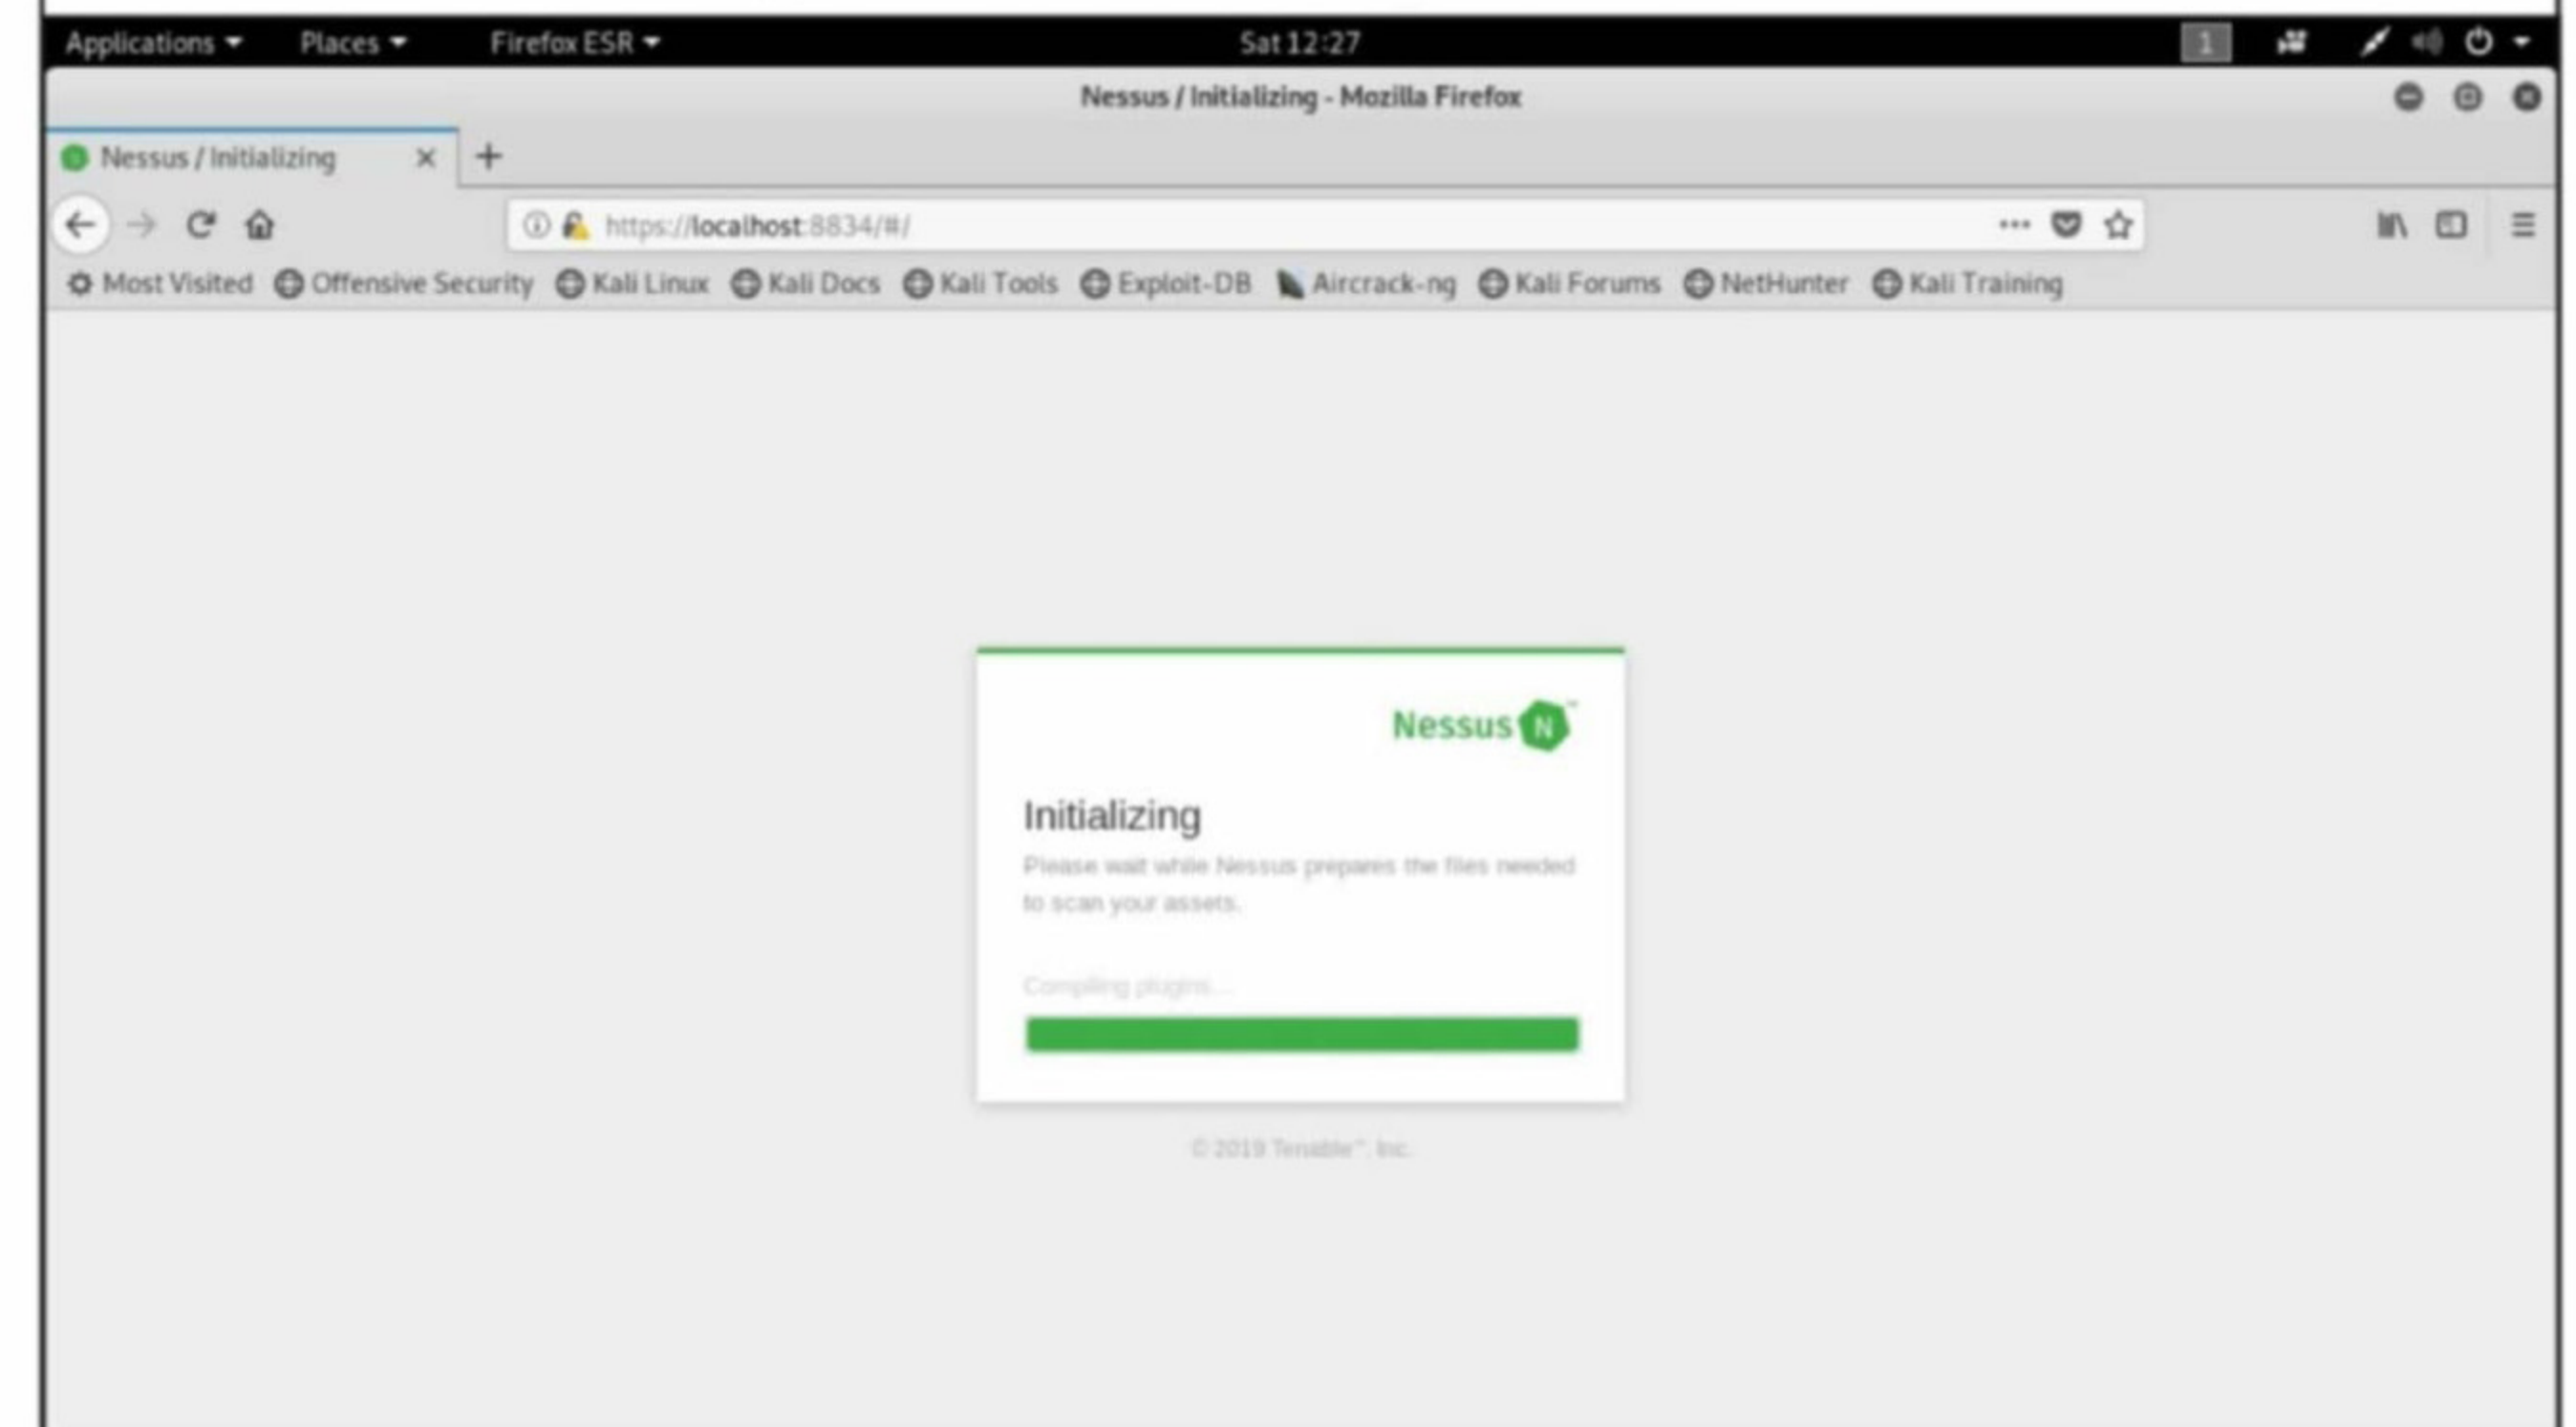 Applications Places Firefox ESR Sat 12:27 1
Nessus / Initializing - Mozilla Firefox
Nessus / Initializing
https://localhost:8834/#/
Most Visited Offensive Security Kali Linux Kali Docs Kali Tools Exploit-DB Aircrack-ng Kali Forums NetHunter Kali Training
Nessus N ™
Initializing
Please wait while Nessus prepares the files needed
to scan your assets.
Compiling plugins...
© 2019 Tenable™, Inc.